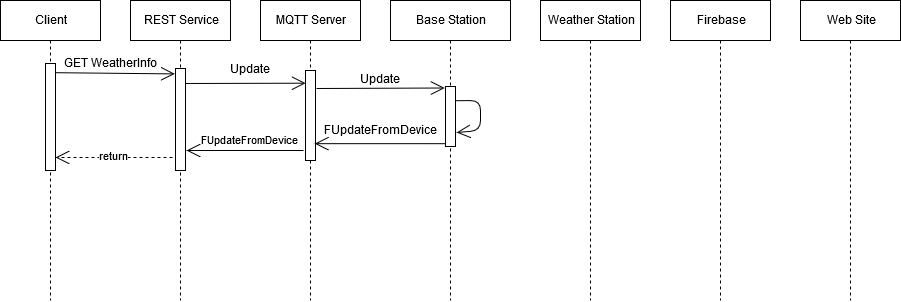 Client
REST Service
MQTT Server
Base Station
Weather Station
Firebase
Web Site
GET WeatherInfo
Update
Update
FUpdateFromDevice
FUpdateFromDevice
return